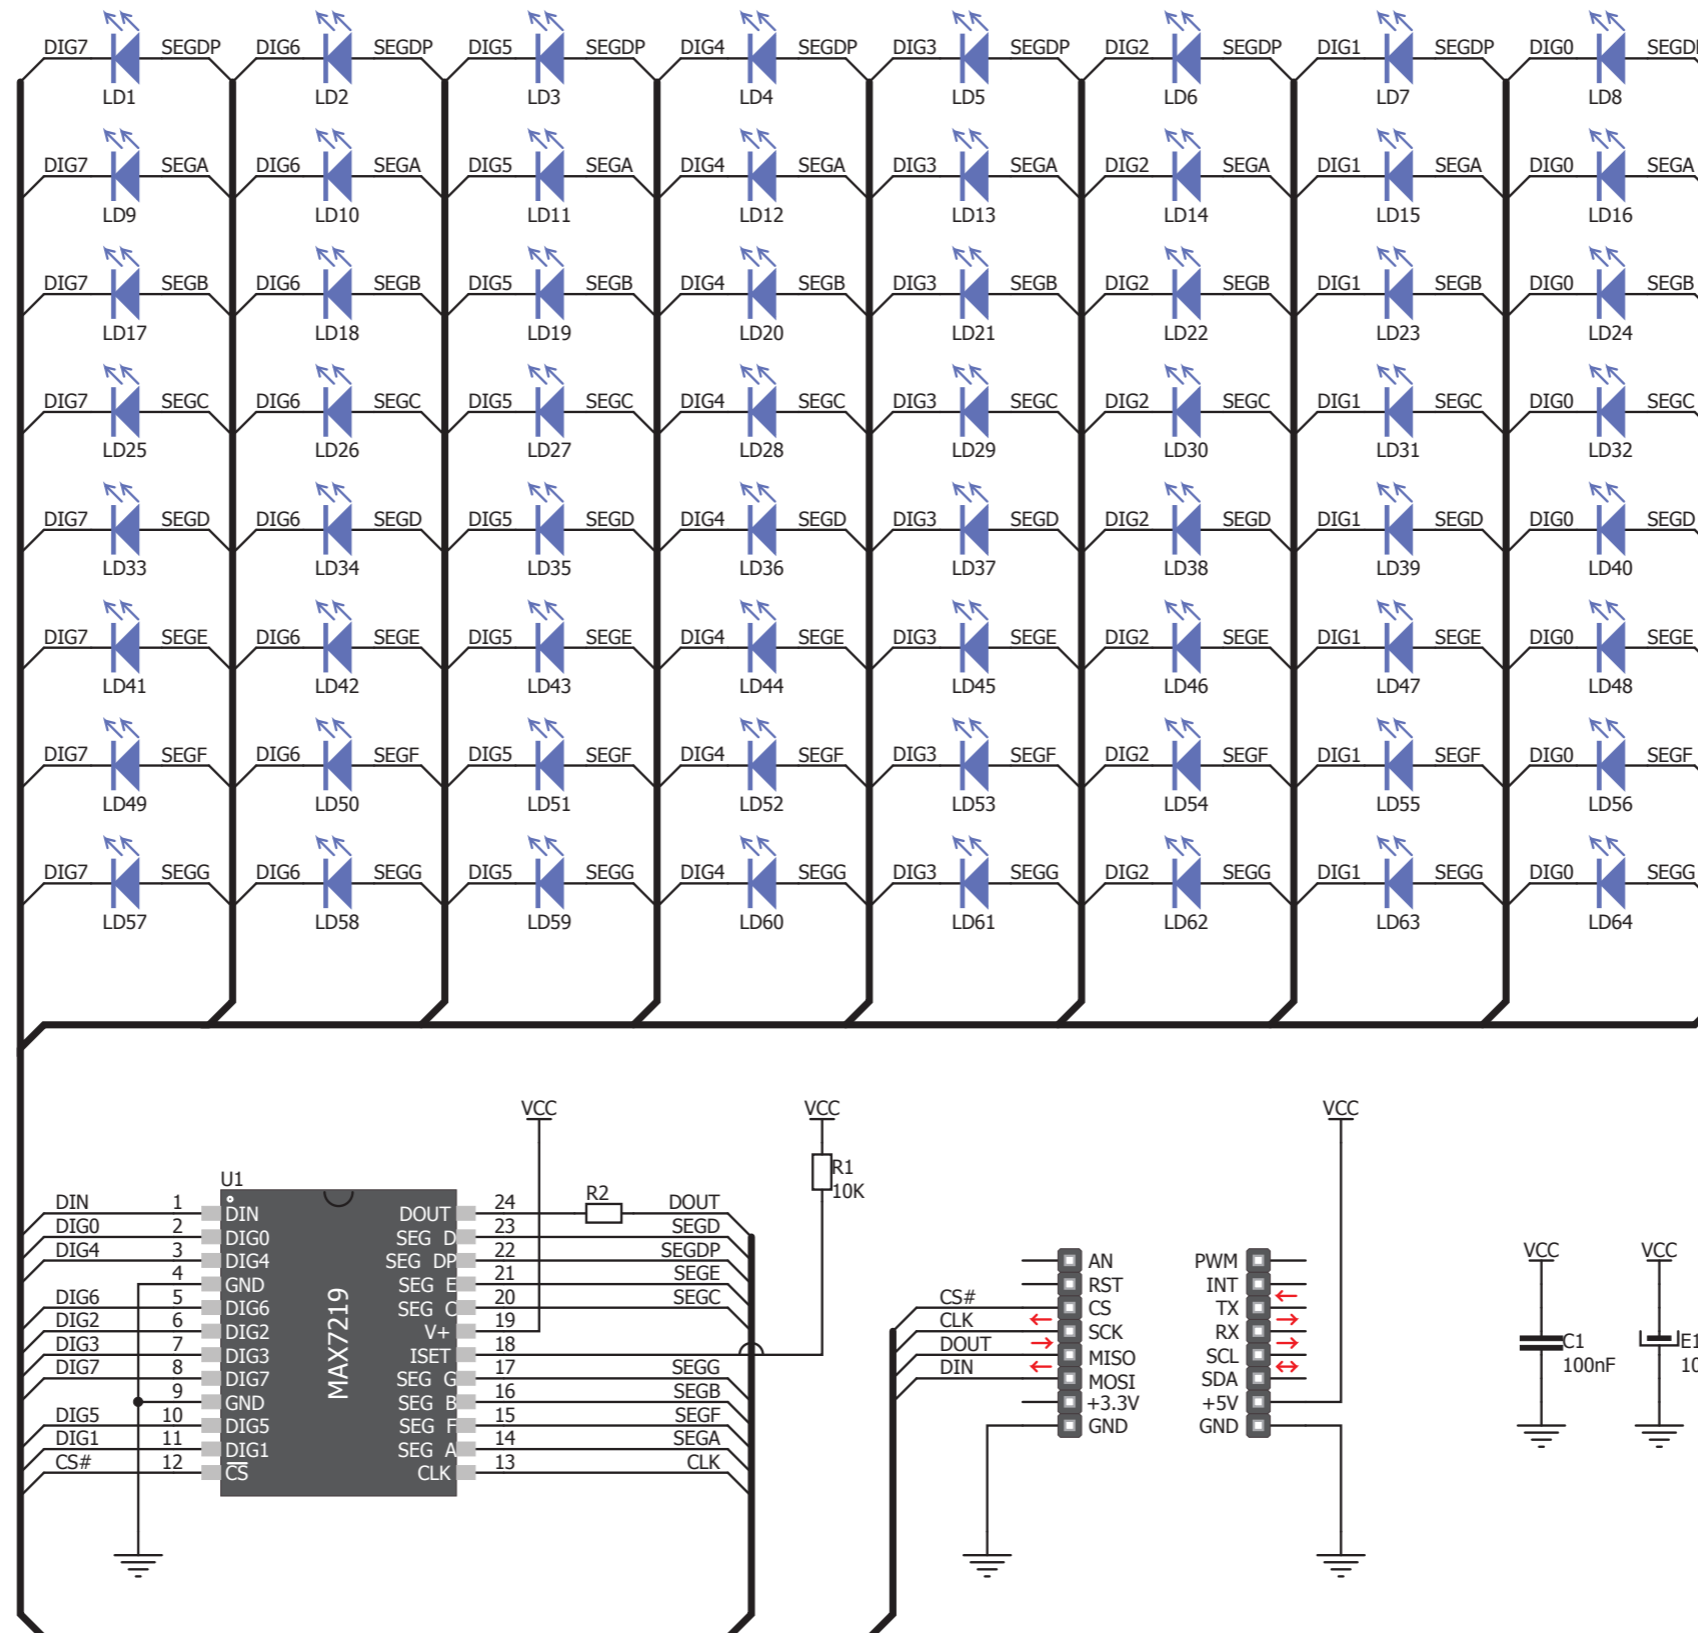 DIG7 SEGDP DIG6 SEGDP DIG5 SEGDP DIG4 SEGDP DIG3 SEGDP DIG2 SEGDP DIG1 SEGDP DIG0
LD1 LD2 LD3 LD4 LD5 LD6 LD7 LD8
DIG7 SEGA DIG6 SEGA DIG5 SEGA DIG4 SEGA DIG3 SEGA DIG2 SEGA DIG1 SEGA DIG0 SEGA
LD9 LD10 LD11 LD12 LD13 LD14 LD15 LD16
DIG7 SEGB DIG6 SEGB DIG5 SEGB DIG4 SEGB DIG3 SEGB DIG2 SEGB DIG1 SEGB DIG0 SEGB
LD17 LD18 LD19 LD20 LD21 LD22 LD23 LD24
DIG7 SEGC DIG6 SEGC DIG5 SEGC DIG4 SEGC DIG3 SEGC DIG2 SEGC DIG1 SEGC DIG0 SEGC
LD25 LD26 LD27 LD28 LD29 LD30 LD31 LD32
DIG7 SEGD DIG6 SEGD DIG5 SEGD DIG4 SEGD DIG3 SEGD DIG2 SEGD DIG1 SEGD DIG0 SEGD
LD33 LD34 LD35 LD36 LD37 LD38 LD39 LD40
DIG7 SEGE DIG6 SEGE DIG5 SEGE DIG4 SEGE DIG3 SEGE DIG2 SEGE DIG1 SEGE DIG0 SEGE
LD41 LD42 LD43 LD44 LD45 LD46 LD47 LD48
DIG7 SEGF DIG6 SEGF DIG5 SEGF DIG4 SEGF DIG3 SEGF DIG2 SEGF DIG1 SEGF DIG0 SEGF
LD49 LD50 LD51 LD52 LD53 LD54 LD55 LD56
DIG7 SEGG DIG6 SEGG DIG5 SEGG DIG4 SEGG DIG3 SEGG DIG2 SEGG DIG1 SEGG DIG0 SEGG
LD57 LD58 LD59 LD60 LD61 LD62 LD63 LD64
VCC VCC VCC
R1
10K
U1
R2
MAX7219
DIN 1 DIN DOUT 24 DOUT
DIG0 2 DIG0 SEG D 23 SEGD
DIG4 3 DIG4 SEG DP 22 SEGDP
4 GND SEG E 21 SEGE
DIG6 5 DIG6 SEG C 20 SEGC
DIG2 6 DIG2 V+ 19
DIG3 7 DIG3 ISET 18
DIG7 8 DIG7 SEG G 17 SEGG
9 GND SEG B 16 SEGB
DIG5 10 DIG5 SEG F 15 SEGF
DIG1 11 DIG1 SEG A 14 SEGA
CS# 12 CS CLK 13 CLK
AN PWM
RST INT
CS# CS TX
CLK SCK RX
DOUT MISO SCL
DIN MOSI SDA
+3.3V +5V
GND GND
VCC VCC
C1 E1
100nF